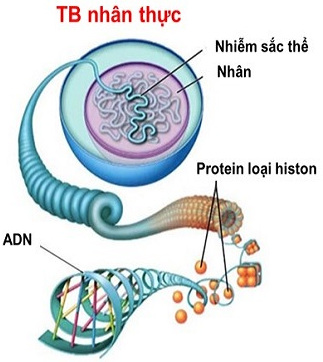 TB nhân thực
Nhiễm sắc thể
Nhân
Protein loại histon
ADN